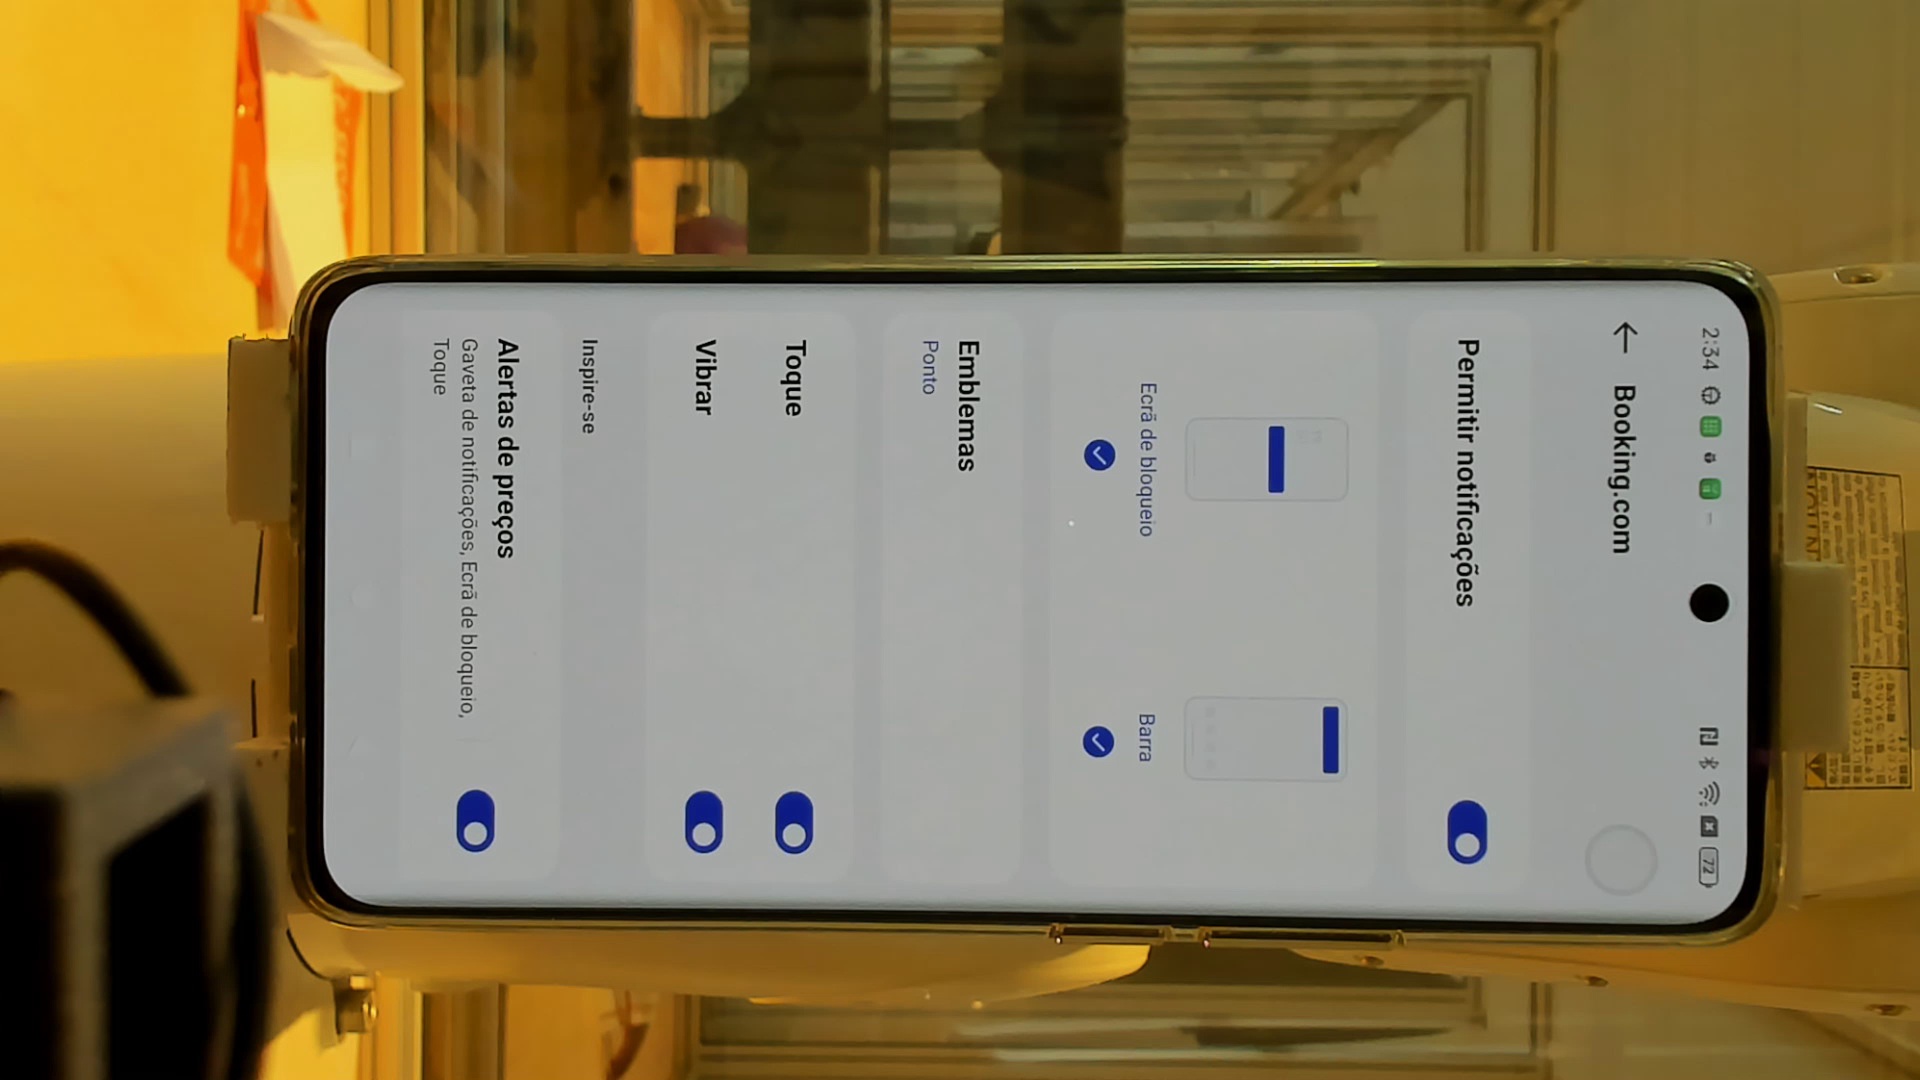 2:34
72
Booking.com
Permitir notificações
Ecrã de bloqueio
Barra
Emblemas
Ponto
Toque
Vibrar
Inspire-se
Alertas de preços
Gaveta de notificações, Ecrã de bloqueio,
Toque